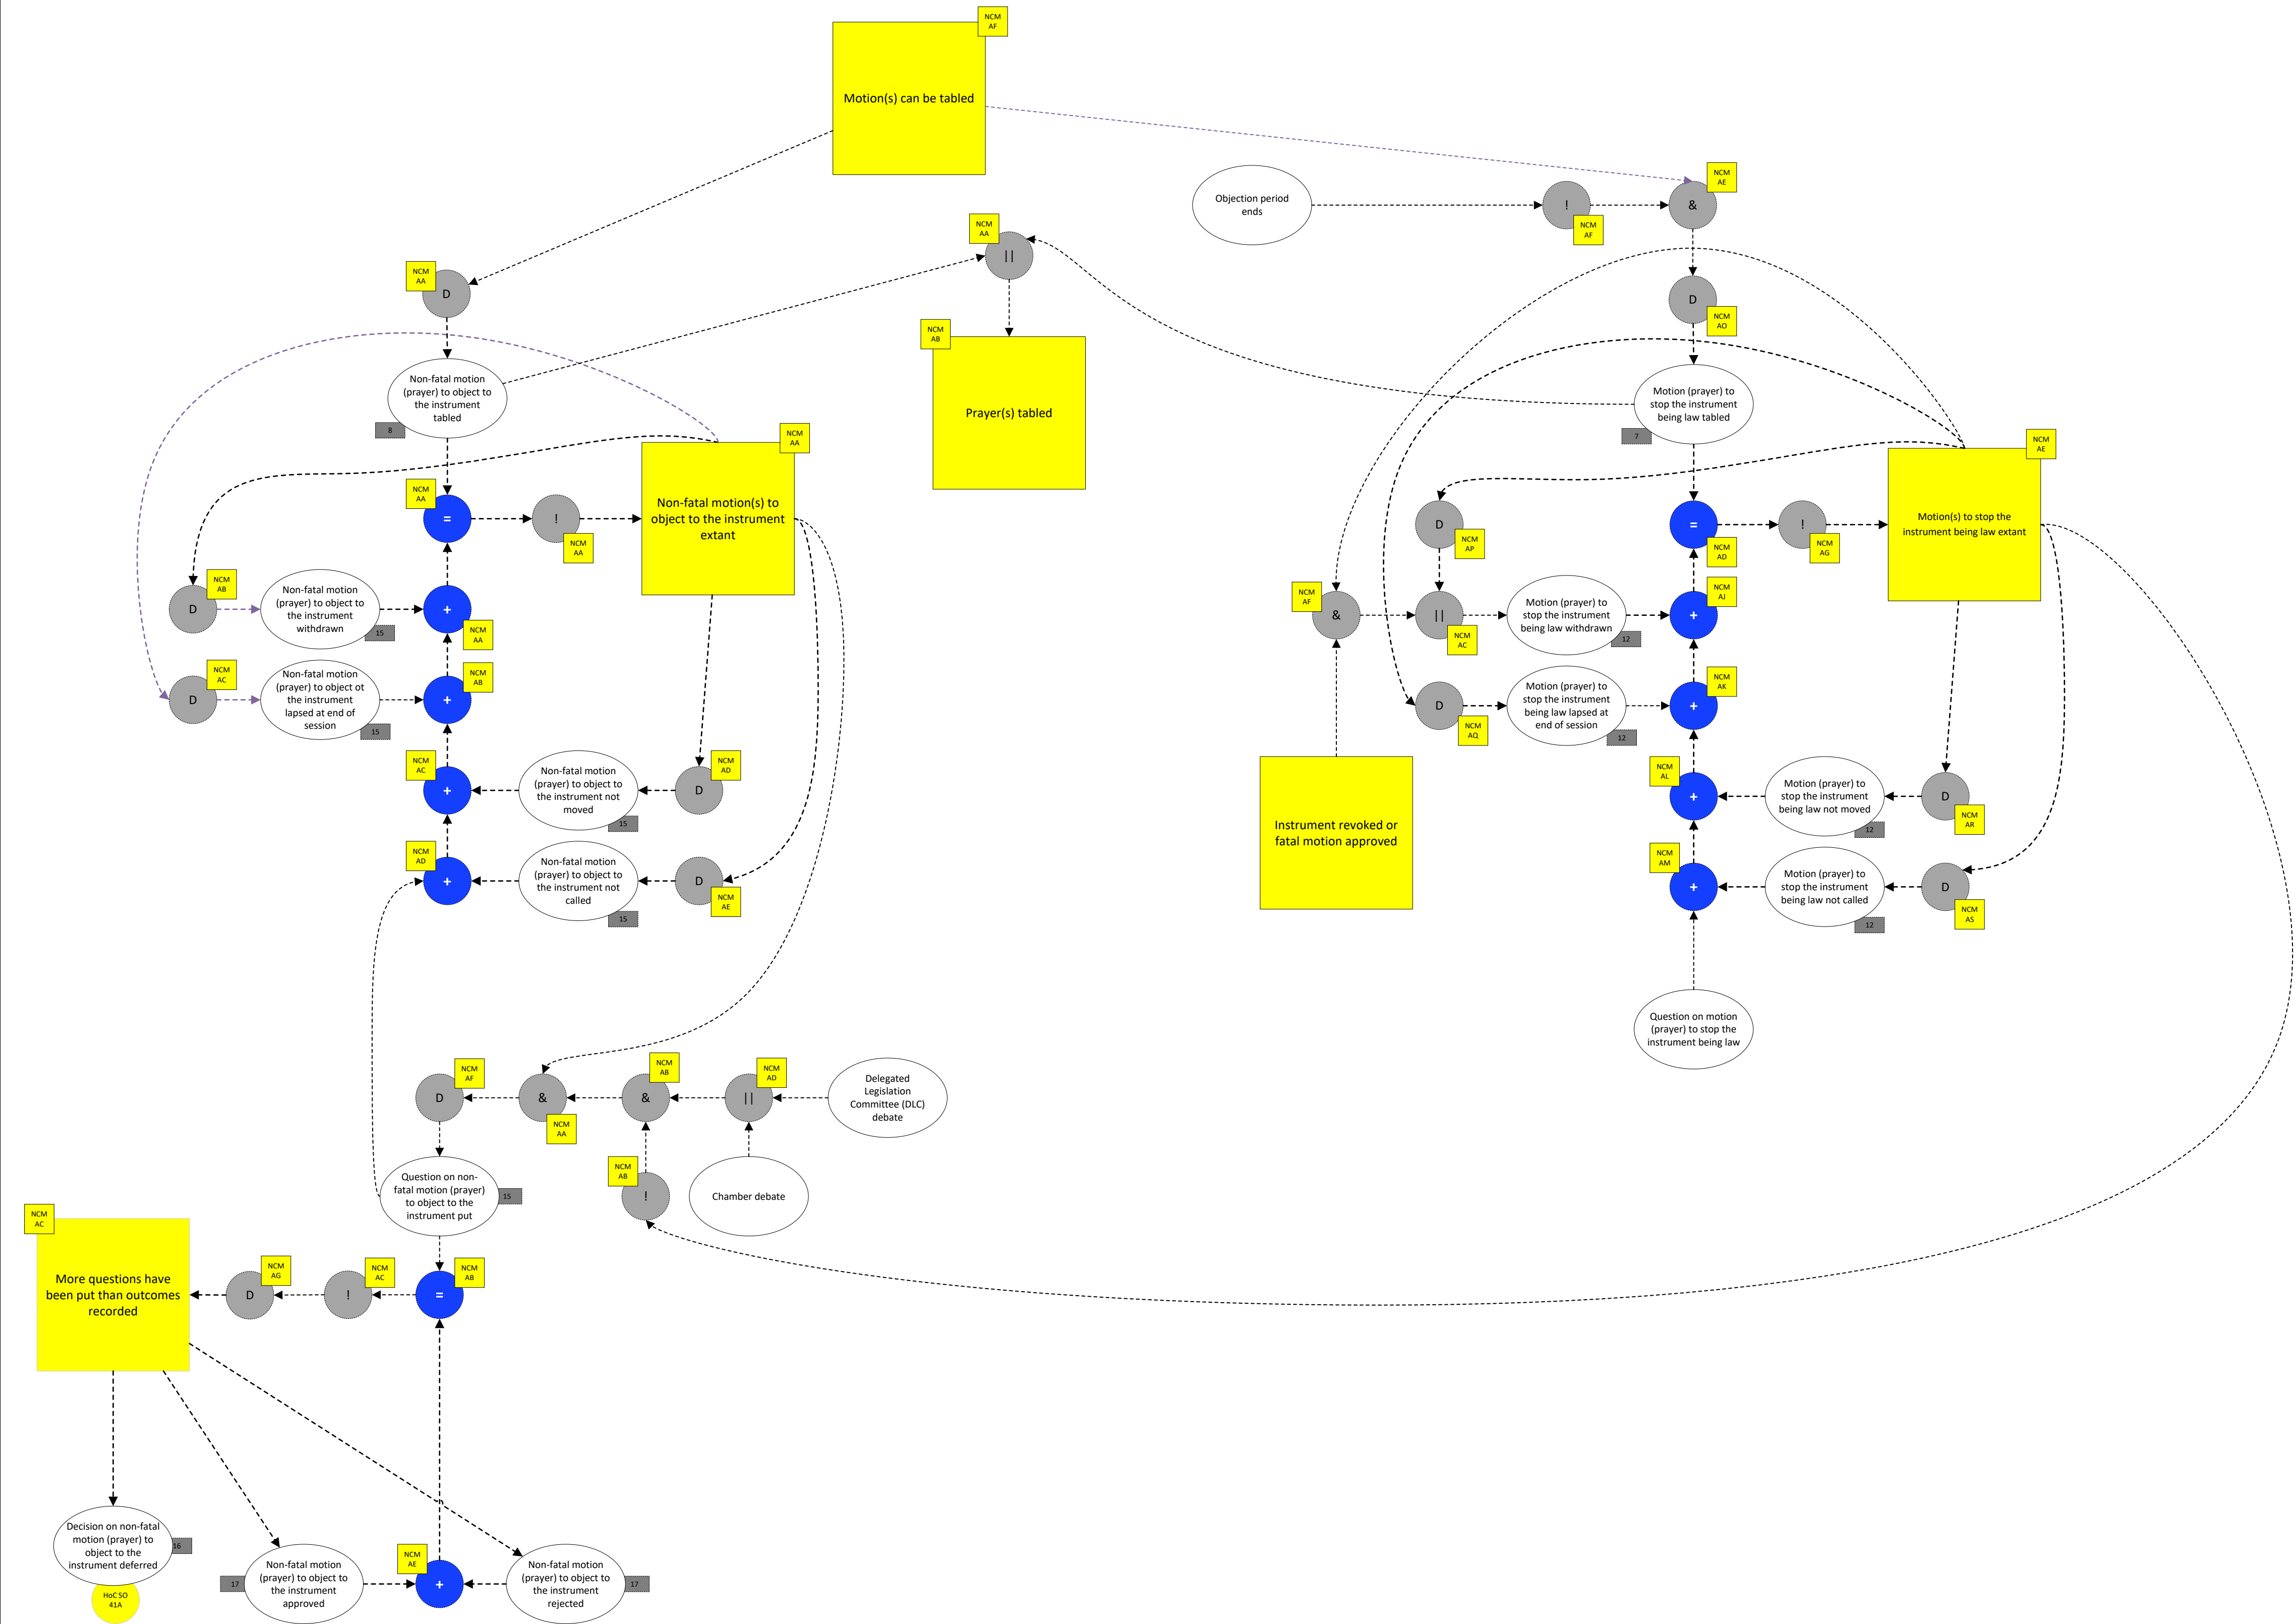 NCM
AF
Motion(s) can be tabled
NCM
AE
Objection period
ends
!
&
NCM
AF
NCM
AA
||
NCM
AA
D
D
NCM
AO
NCM
AB
Prayer(s) tabled
Non-fatal motion
(prayer) to object to
the instrument
tabled
8
Motion (prayer) to
stop the instrument
being law tabled
7
NCM
AA
Non-fatal motion(s) to
object to the instrument
extant
NCM
AE
Motion(s) to stop the
instrument being law extant
NCM
AA
=
!
NCM
AA
D
NCM
AP
=
NCM
AD
!
NCM
AG
NCM
AB
D
Non-fatal motion
(prayer) to object to
the instrument
withdrawn
15
+
NCM
AA
NCM
AF
&
||
NCM
AC
Motion (prayer) to
stop the instrument
being law withdrawn
12
NCM
AJ
+
NCM
AC
D
Non-fatal motion
(prayer) to object ot
the instrument
lapsed at end of
session
15
NCM
AB
+
D
NCM
AQ
Motion (prayer) to
stop the instrument
being law lapsed at
end of session
12
NCM
AK
+
NCM
AC
+
Non-fatal motion
(prayer) to object to
the instrument not
moved
15
NCM
AD
D
Instrument revoked or
fatal motion approved
NCM
AL
+
Motion (prayer) to
stop the instrument
being law not moved
12
D
NCM
AR
NCM
AD
+
Non-fatal motion
(prayer) to object to
the instrument not
called
15
D
NCM
AE
NCM
AM
+
Motion (prayer) to
stop the instrument
being law not called
12
D
NCM
AS
Question on motion
(prayer) to stop the
instrument being law
NCM
AF
D
&
NCM
AA
NCM
AB
&
NCM
AD
||
Delegated
Legislation
Committee (DLC)
debate
Question on non-
fatal motion (prayer)
to object to the
instrument put
15
NCM
AB
!
Chamber debate
NCM
AC
More questions have
been put than outcomes
recorded
NCM
AG
D
NCM
AC
!
NCM
AB
=
Decision on non-fatal
motion (prayer) to
object to the
instrument deferred
16
HoC SO
41A
17
Non-fatal motion
(prayer) to object to
the instrument
approved
NCM
AE
+
Non-fatal motion
(prayer) to object to
the instrument
rejected
17